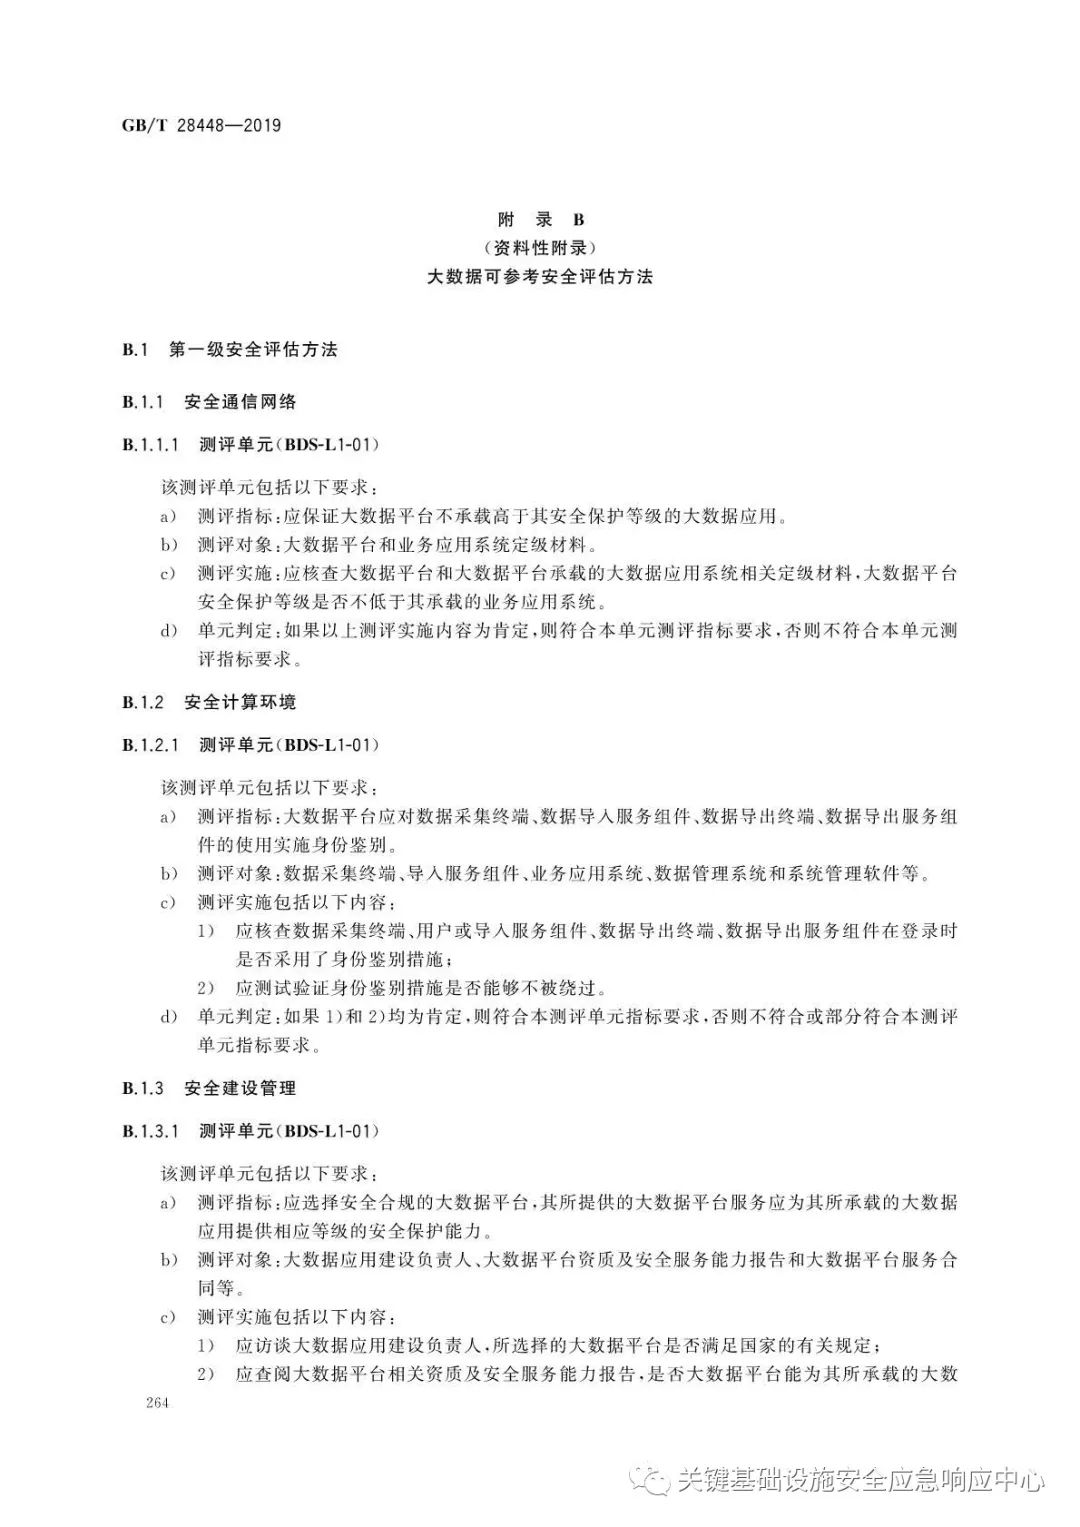 GB/T 28448—2019
附 录 B
（资料性附录）
大数据可参考安全评估方法
B.1 第一级安全评估方法
B.1.1 安全通信网络
B.1.1.1 测评单元（BDS-L1-01）
该测评单元包括以下要求：
a） 测评指标：应保证大数据平台不承载高于其安全保护等级的大数据应用。
b） 测评对象：大数据平台和业务应用系统定级材料。
c） 测评实施：应核查大数据平台和大数据平台承载的大数据应用系统相关定级材料，大数据平台
安全保护等级是否不低于其承载的业务应用系统。
d） 单元判定：如果以上测评实施内容为肯定，则符合本单元测评指标要求，否则不符合本单元测
评指标要求。
B.1.2 安全计算环境
B.1.2.1 测评单元（BDS-L1-01）
该测评单元包括以下要求：
a） 测评指标：大数据平台应对数据采集终端、数据导入服务组件、数据导出终端、数据导出服务组
件的使用实施身份鉴别。
b） 测评对象：数据采集终端、导入服务组件、业务应用系统、数据管理系统和系统管理软件等。
c） 测评实施包括以下内容：
1） 应核查数据采集终端、用户或导入服务组件、数据导出终端、数据导出服务组件在登录时
是否采用了身份鉴别措施；
2） 应测试验证身份鉴别措施是否能够不被绕过。
d） 单元判定：如果 1）和 2）均为肯定，则符合本测评单元指标要求，否则不符合或部分符合本测评
单元指标要求。
B.1.3 安全建设管理
B.1.3.1 测评单元（BDS-L1-01）
该测评单元包括以下要求：
a） 测评指标：应选择安全合规的大数据平台，其所提供的大数据平台服务应为其所承载的大数据
应用提供相应等级的安全保护能力。
b） 测评对象：大数据应用建设负责人、大数据平台资质及安全服务能力报告和大数据平台服务合
同等。
c） 测评实施包括以下内容：
1） 应访谈大数据应用建设负责人，所选择的大数据平台是否满足国家的有关规定；
2） 应查阅大数据平台相关资质及安全服务能力报告，是否大数据平台能为其所承载的大数
264
关键基础设施安全应急响应中心